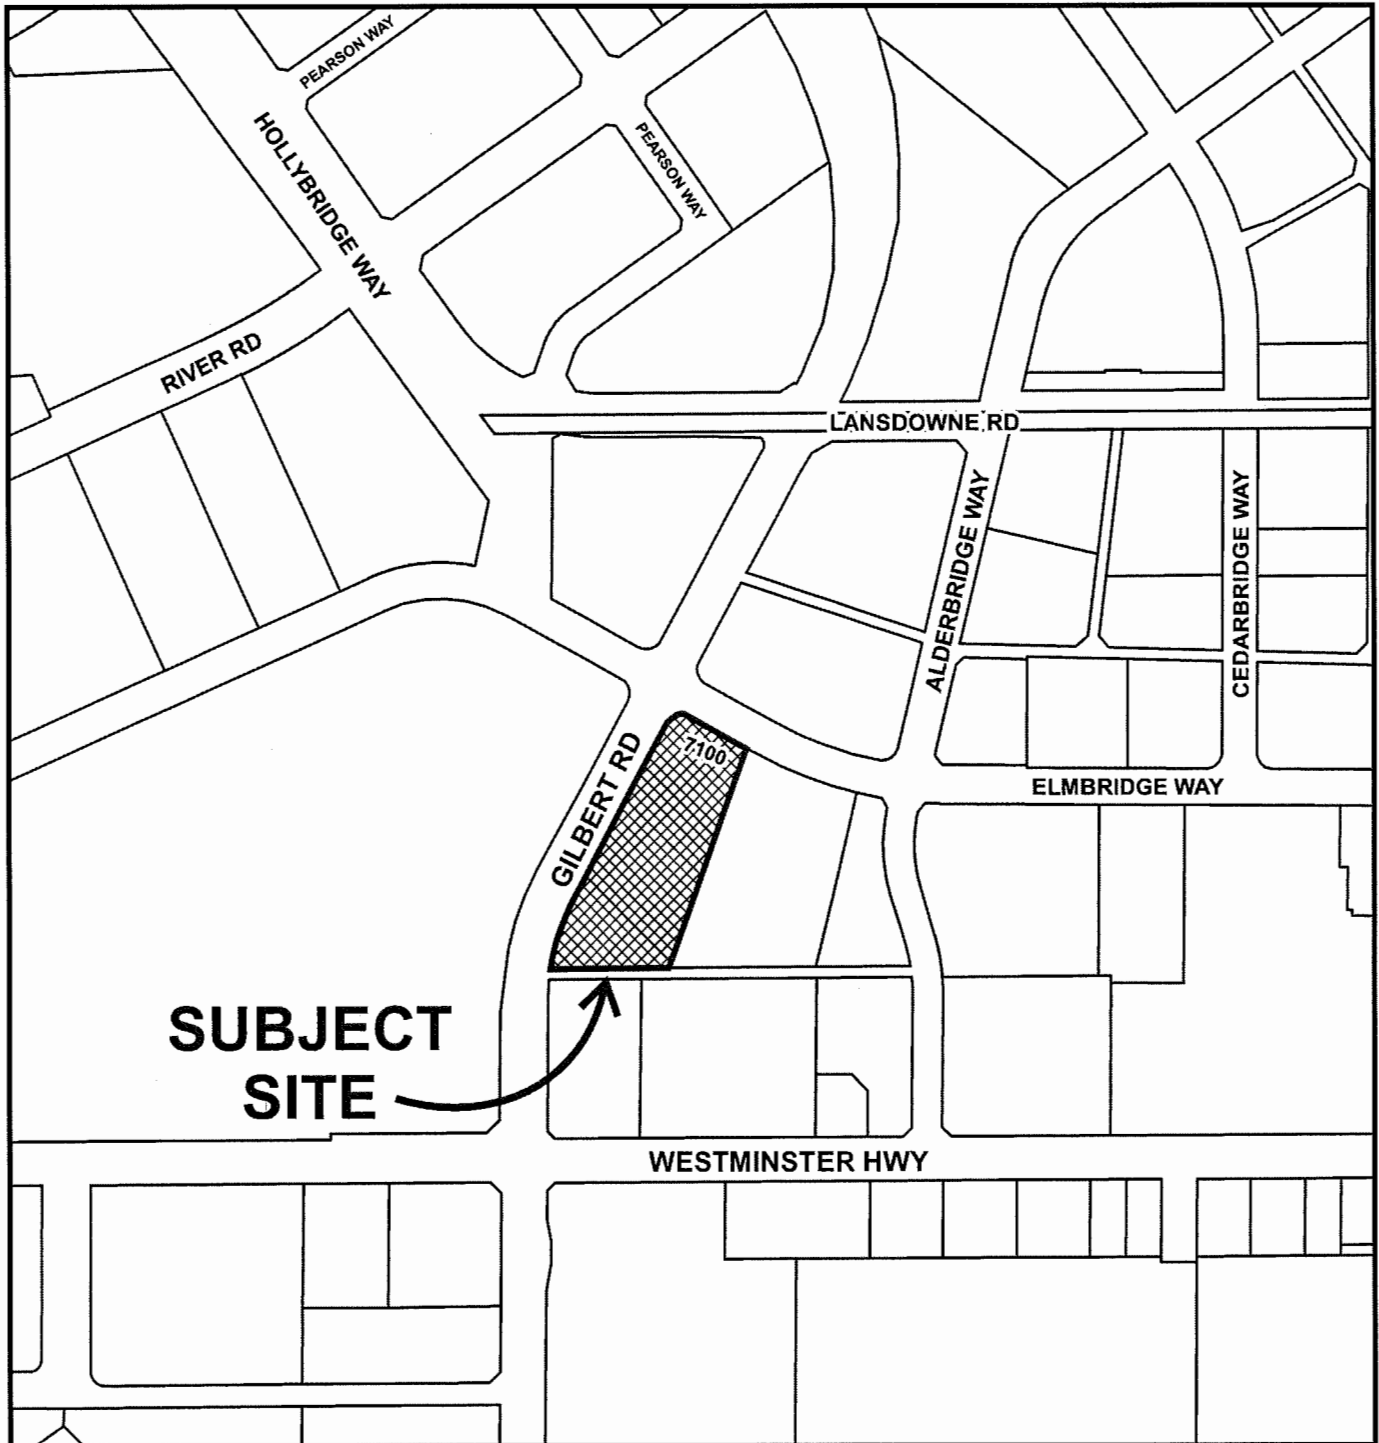 PEARSON WAY
HOLLYBRIDGE WAY
PEARSON WAY
RIVER RD
LANSDOWNE RD
ALDERBRIDGE WAY
CEDARBRIDGE WAY
7100
GILBERT RD
ELMBRIDGE WAY
SUBJECT
SITE
WESTMINSTER HWY